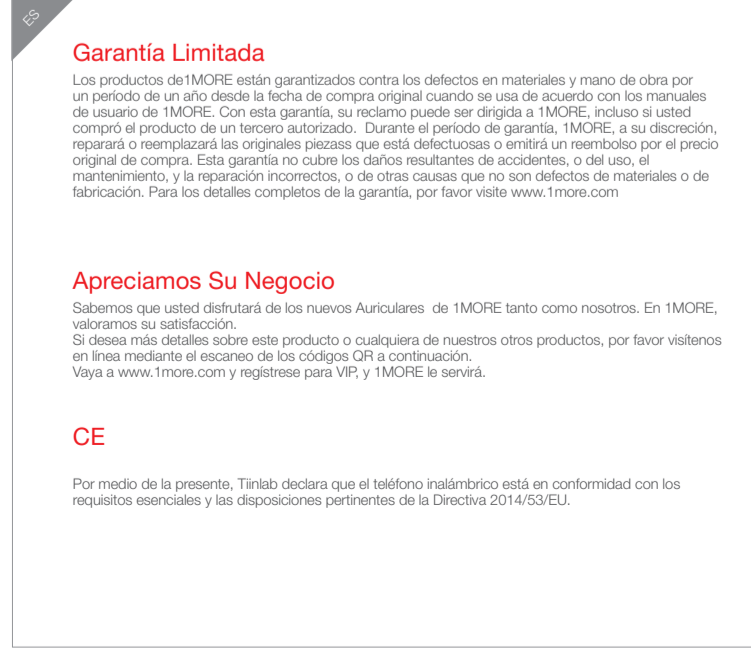 ES
Garantía Limitada
Los productos de1MORE están garantizados contra los defectos en materiales y mano de obra por
un período de un año desde la fecha de compra original cuando se usa de acuerdo con los manuales
de usuario de 1MORE. Con esta garantía, su reclamo puede ser dirigida a 1MORE, incluso si usted
compró el producto de un tercero autorizado.  Durante el período de garantía, 1MORE, a su discreción,
reparará o reemplazará las originales piezass que está defectuosas o emitirá un reembolso por el precio
original de compra. Esta garantía no cubre los daños resultantes de accidentes, o del uso, el
mantenimiento, y la reparación incorrectos, o de otras causas que no son defectos de materiales o de
fabricación. Para los detalles completos de la garantía, por favor visite www.1more.com
Apreciamos Su Negocio
Sabemos que usted disfrutará de los nuevos Auriculares  de 1MORE tanto como nosotros. En 1MORE,
valoramos su satisfacción.
Si desea más detalles sobre este producto o cualquiera de nuestros otros productos, por favor visítenos
en línea mediante el escaneo de los códigos QR a continuación.
Vaya a www.1more.com y regístrese para VIP, y 1MORE le servirá.
CE
Por medio de la presente, Tiinlab declara que el teléfono inalámbrico está en conformidad con los
requisitos esenciales y las disposiciones pertinentes de la Directiva 2014/53/EU.